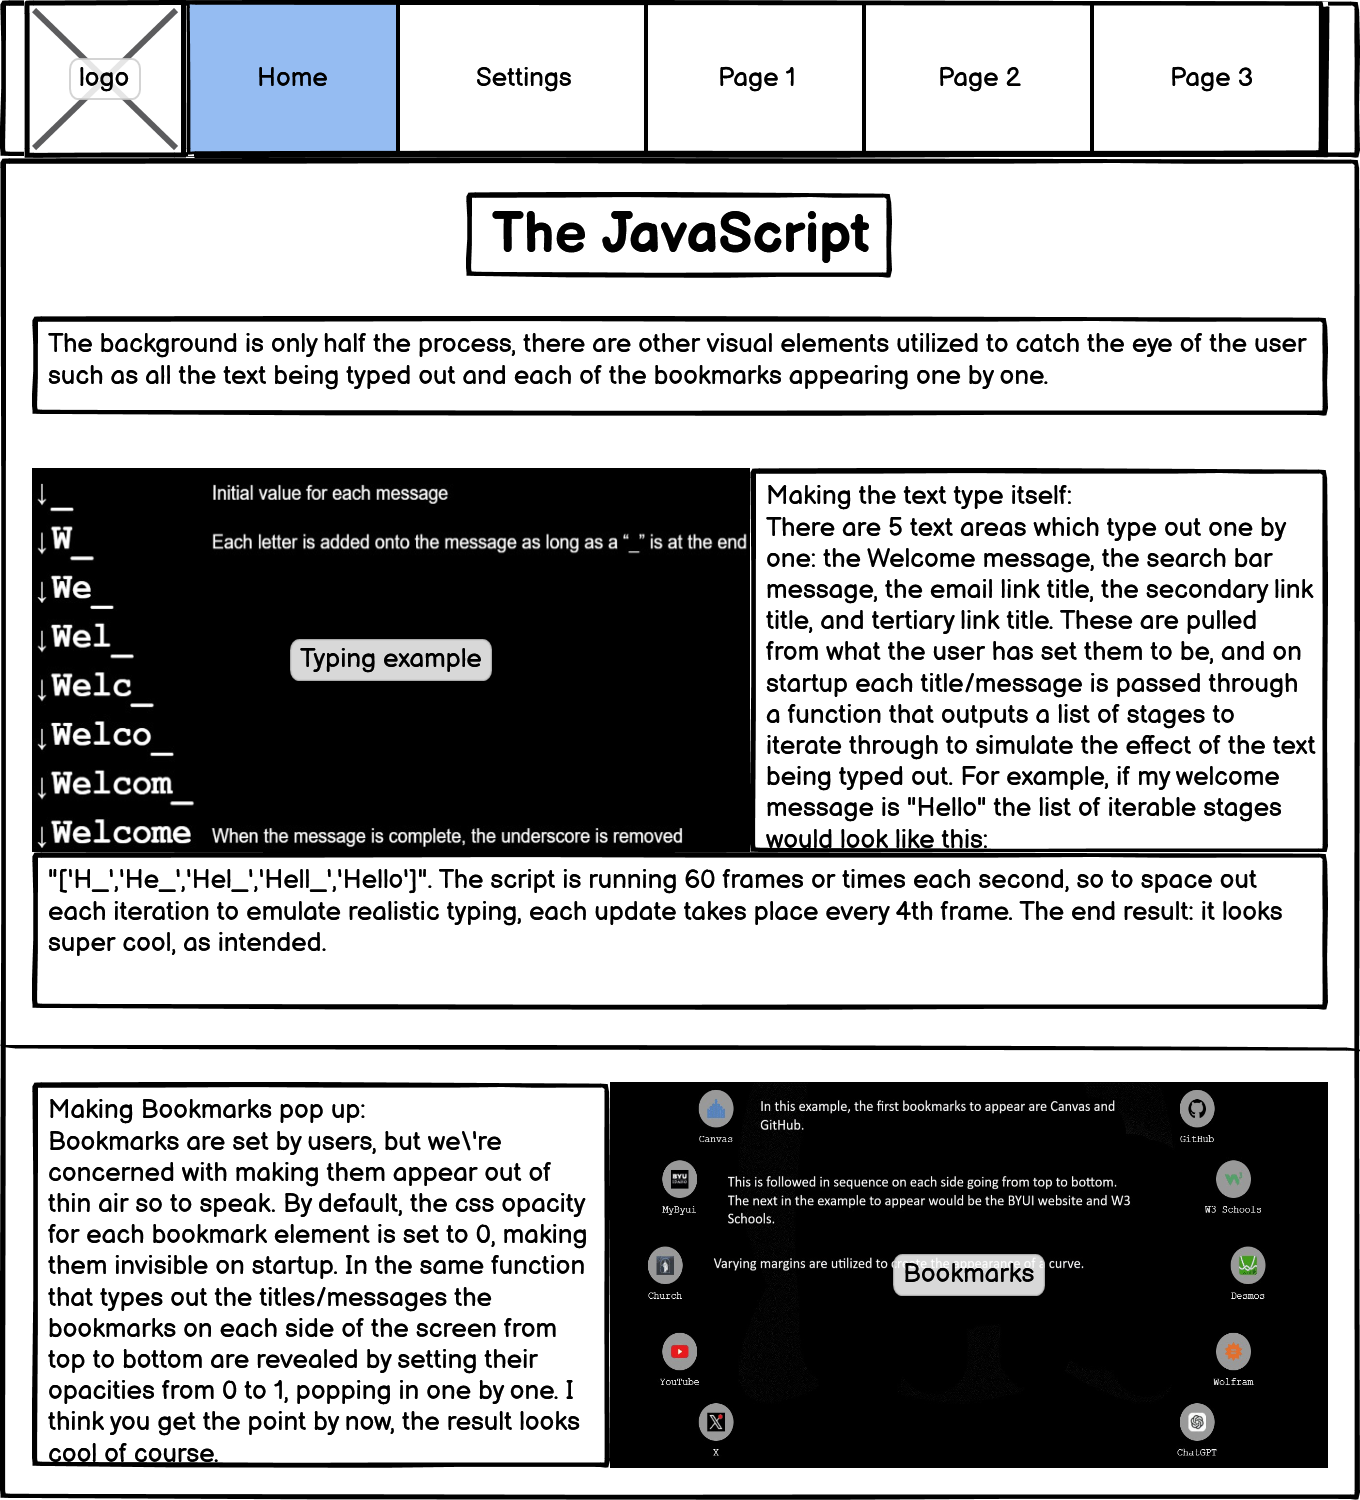 logo
Home
Settings
Page 1
Page 2
Page 3
The JavaScript
The background is only half the process, there are other visual elements utilized to catch the eye of the user
such as all the text being typed out and each of the bookmarks appearing one by one.
↓_
Initial value for each message
↓W_
Each letter is added onto the message as long as a “_” is at the end
↓We_
↓Wel_
Typing example
↓Welc_
↓Welco_
↓Welcom_
↓Welcome
When the message is complete, the underscore is removed
Making the text type itself:
There are 5 text areas which type out one by
one: the Welcome message, the search bar
message, the email link title, the secondary link
title, and tertiary link title. These are pulled
from what the user has set them to be, and on
startup each title/message is passed through
a function that outputs a list of stages to
iterate through to simulate the effect of the text
being typed out. For example, if my welcome
message is "Hello" the list of iterable stages
would look like this:
"['H_','He_','Hel_','Hell_','Hello']". The script is running 60 frames or times each second, so to space out
each iteration to emulate realistic typing, each update takes place every 4th frame. The end result: it looks
super cool, as intended.
Making Bookmarks pop up:
Bookmarks are set by users, but we\'re
concerned with making them appear out of
thin air so to speak. By default, the css opacity
for each bookmark element is set to 0, making
them invisible on startup. In the same function
that types out the titles/messages the
bookmarks on each side of the screen from
top to bottom are revealed by setting their
opacities from 0 to 1, popping in one by one. I
think you get the point by now, the result looks
cool of course.
In this example, the first bookmarks to appear are Canvas and
GitHub.
Canvas
GitHub
This is followed in sequence on each side going from top to bottom.
The next in the example to appear would be the BYUI website and W3
Schools.
BYU
MyByui
W3 Schools
Varying margins are utilized to create the appearance of a curve.
Bookmarks
Church
Desmos
YouTube
Wolfram
X
ChatGPT